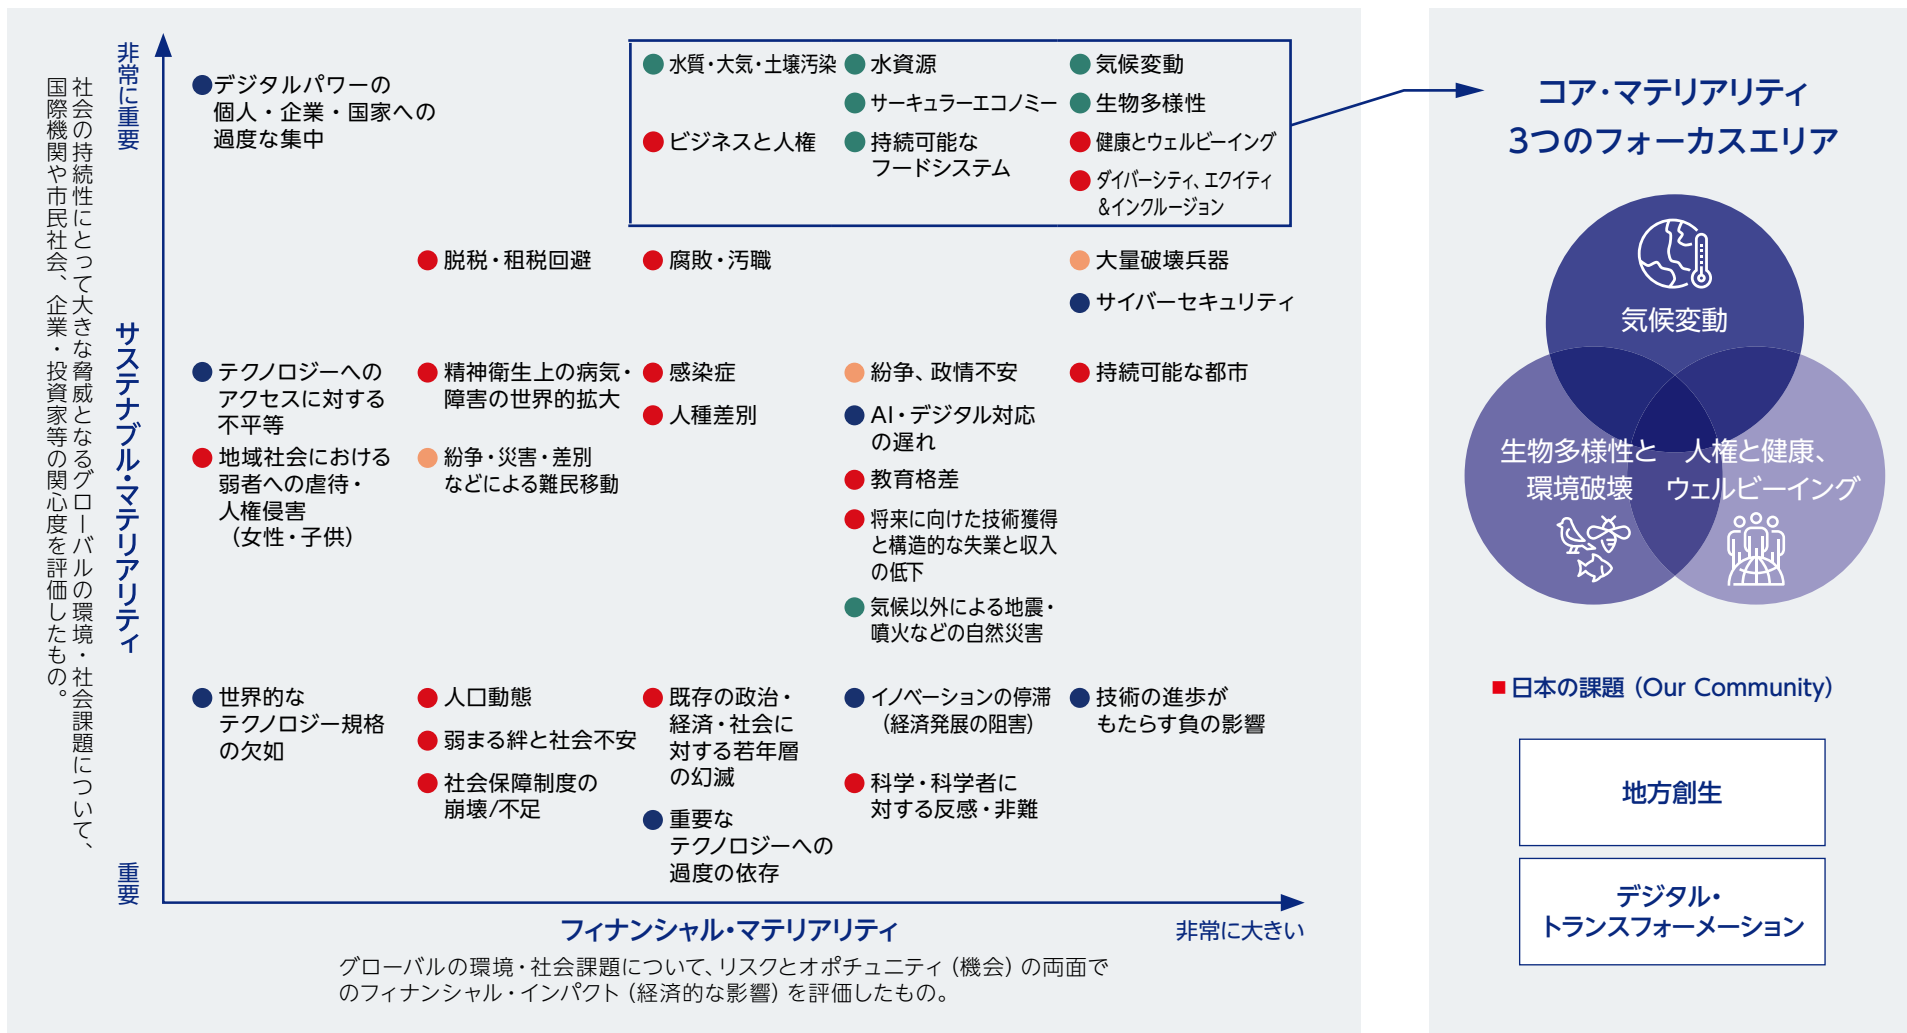 非常に重要
社会の持続性にとって大きな脅威となるグローバルの環境・社会課題について、
国際機関や市民社会、企業・投資家等の関心度を評価したもの。
サステナブル・マテリアリティ
重要
デジタルパワーの
個人・企業・国家への
過度な集中
水質・大気・土壌汚染
ビジネスと人権
水資源
サーキュラーエコノミー
持続可能な
フードシステム
気候変動
生物多様性
健康とウェルビーイング
ダイバーシティ、エクイティ
&インクルージョン
脱税・租税回避
腐敗・汚職
大量破壊兵器
サイバーセキュリティ
テクノロジーへの
アクセスに対する
不平等
地域社会における
弱者への虐待・
人権侵害
（女性・子供）
精神衛生上の病気・
障害の世界的拡大
紛争・災害・差別
などによる難民移動
感染症
人種差別
紛争、政情不安
AI・デジタル対応
の遅れ
教育格差
将来に向けた技術獲得
と構造的な失業と収入
の低下
気候以外による地震・
噴火などの自然災害
持続可能な都市
世界的な
テクノロジー規格
の欠如
人口動態
弱まる絆と社会不安
社会保障制度の
崩壊/不足
既存の政治・
経済・社会に
対する若年層
の幻滅
重要な
テクノロジーへの
過度の依存
イノベーションの停滞
（経済発展の阻害）
科学・科学者に
対する反感・非難
技術の進歩が
もたらす負の影響
フィナンシャル・マテリアリティ
非常に大きい
グローバルの環境・社会課題について、リスクとオポチュニティ（機会）の両面で
のフィナンシャル・インパクト（経済的な影響）を評価したもの。
コア・マテリアリティ
3つのフォーカスエリア
気候変動
生物多様性と
環境破壊
人権と健康、
ウェルビーイング
日本の課題（Our Community）
地方創生
デジタル・
トランスフォーメーション